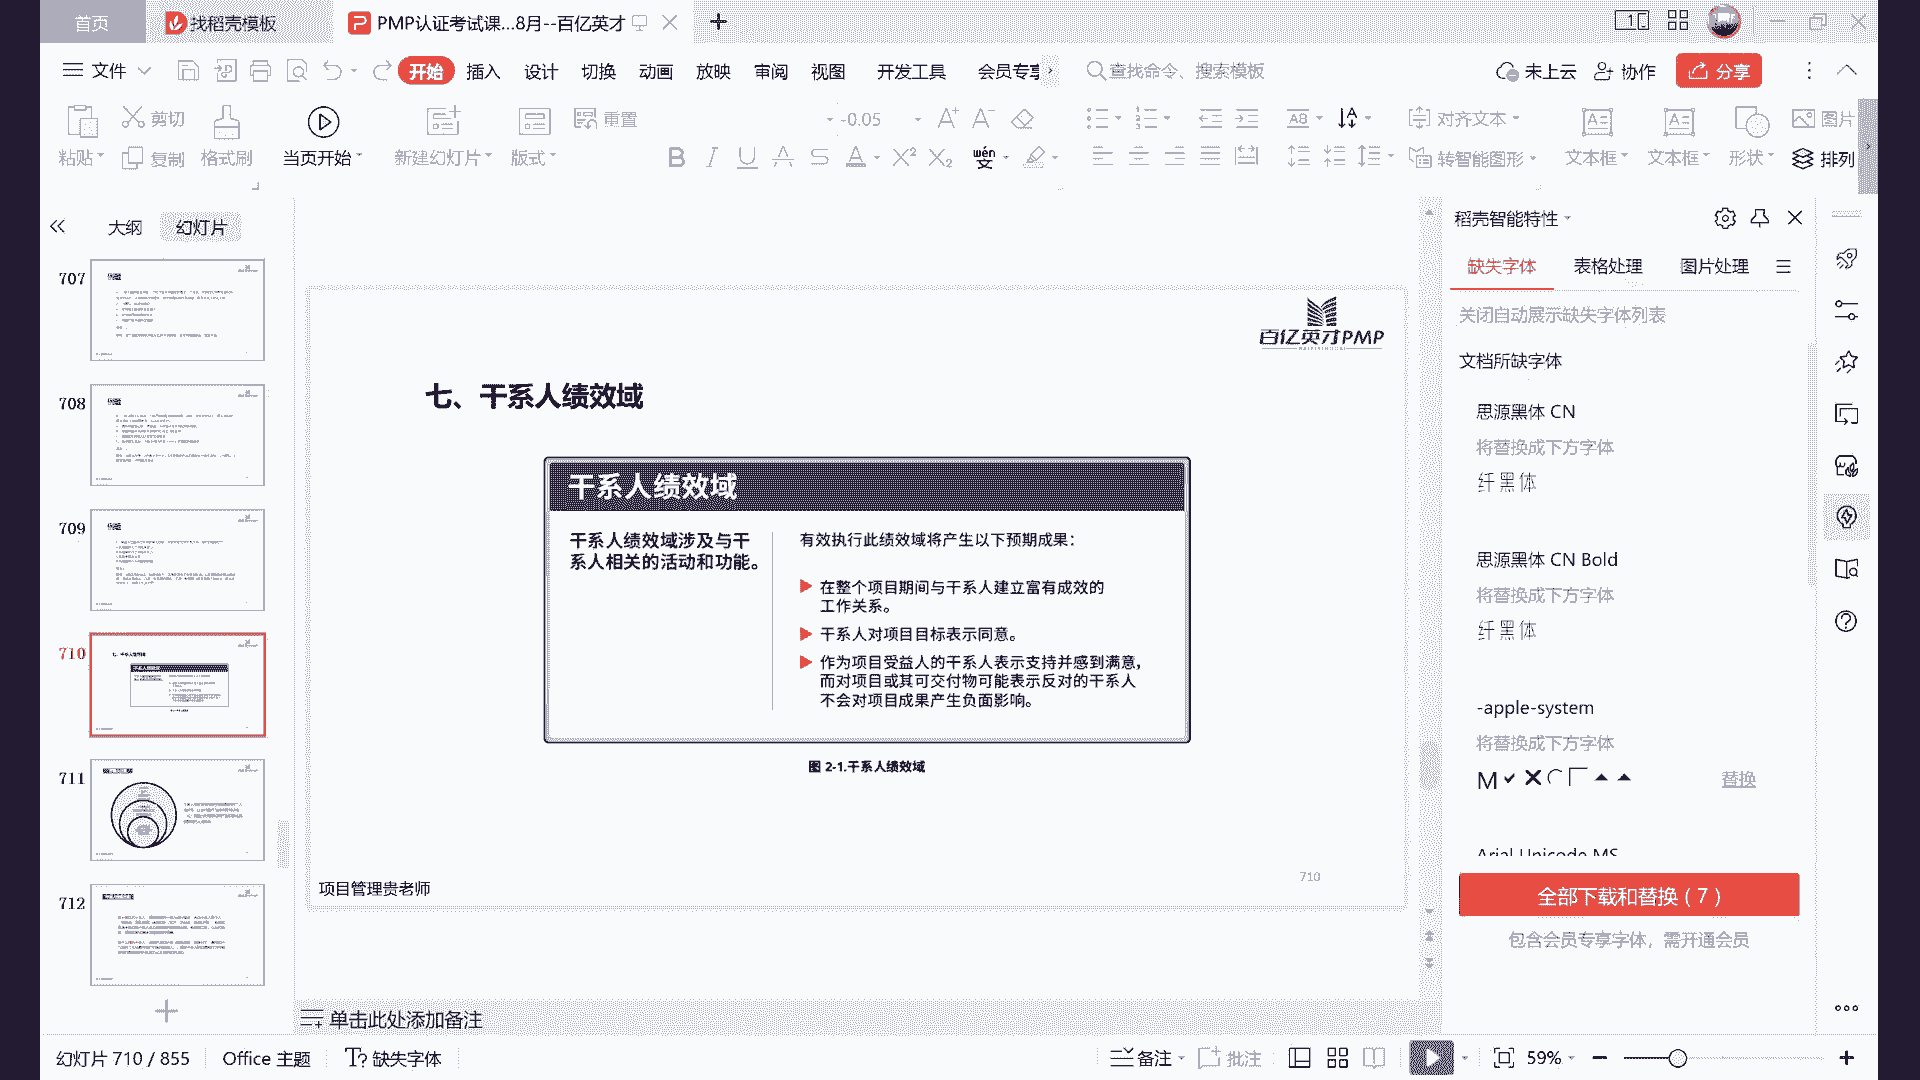 首页
找稻壳模板
PMP认证考试课...8月--百亿英才
文件
开始
插入
设计
切换
动画
放映
审阅
视图
开发工具
会员专享
查找命令、搜索模板
未上云
协作
分享
粘贴
剪切
复制
格式刷
当页开始
新建幻灯片
版式
重置
-0.05
对齐文本
转智能图形
文本框
文本框
形状
图片
排列
大纲
幻灯片
707
708
709
710
711
712
百亿英才PMP
七、干系人绩效域
干系人绩效域
干系人绩效域涉及与干
系人相关的活动和功能。
有效执行此绩效域将产生以下预期成果：
在整个项目期间与干系人建立富有成效的
工作关系。
干系人对项目目标表示同意。
作为项目受益人的干系人表示支持并感到满意，
而对项目或其可交付物可能表示反对的干系人
不会对项目成果产生负面影响。
图 2-1.干系人绩效域
项目管理贵老师
710
单击此处添加备注
稻壳智能特性
缺失字体
表格处理
图片处理
关闭自动展示缺失字体列表
文档所缺字体
思源黑体 CN
将替换成下方字体
纤黑体
思源黑体 CN Bold
将替换成下方字体
纤黑体
-apple-system
将替换成下方字体
替换
Arial Unicode MS
全部下载和替换（7）
包含会员专享字体，需开通会员
幻灯片 710 / 855
Office 主题
缺失字体
备注
批注
59%